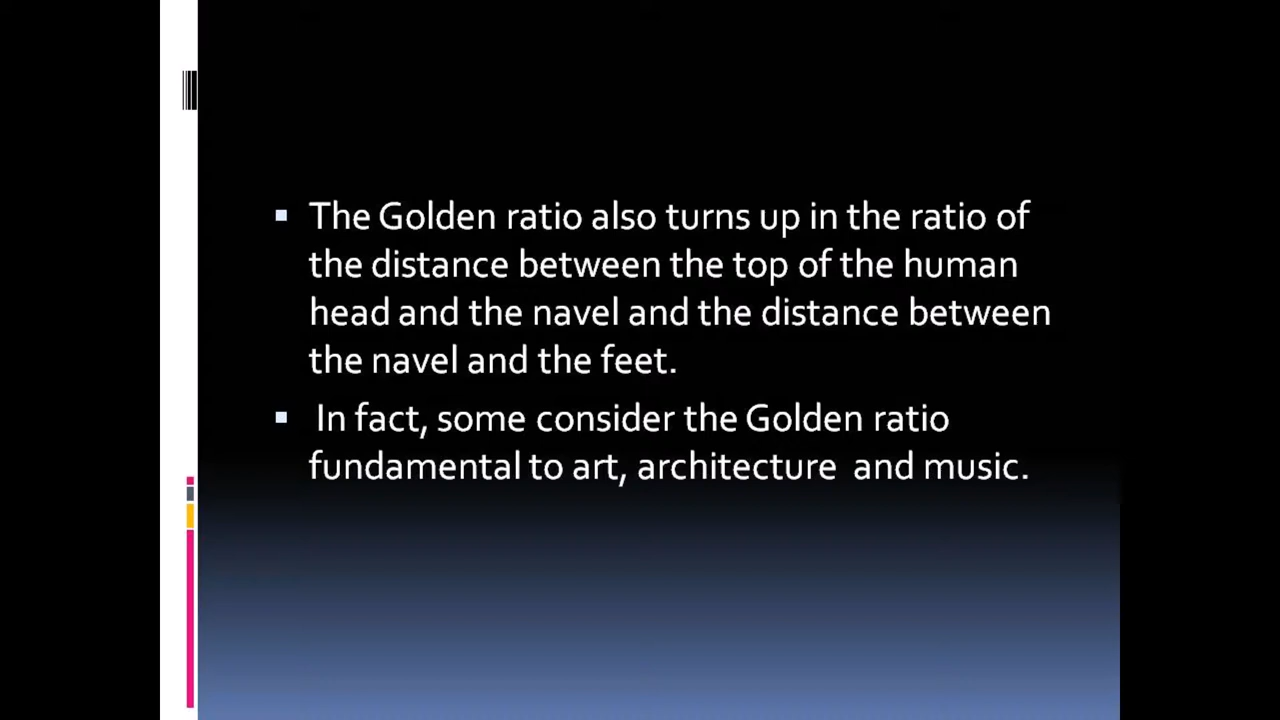 The Golden ratio also turns up in the ratio of
the distance between the top of the human
head and the navel and the distance between
the navel and the feet.
In fact, some consider the Golden ratio
fundamental to art, architecture and music.